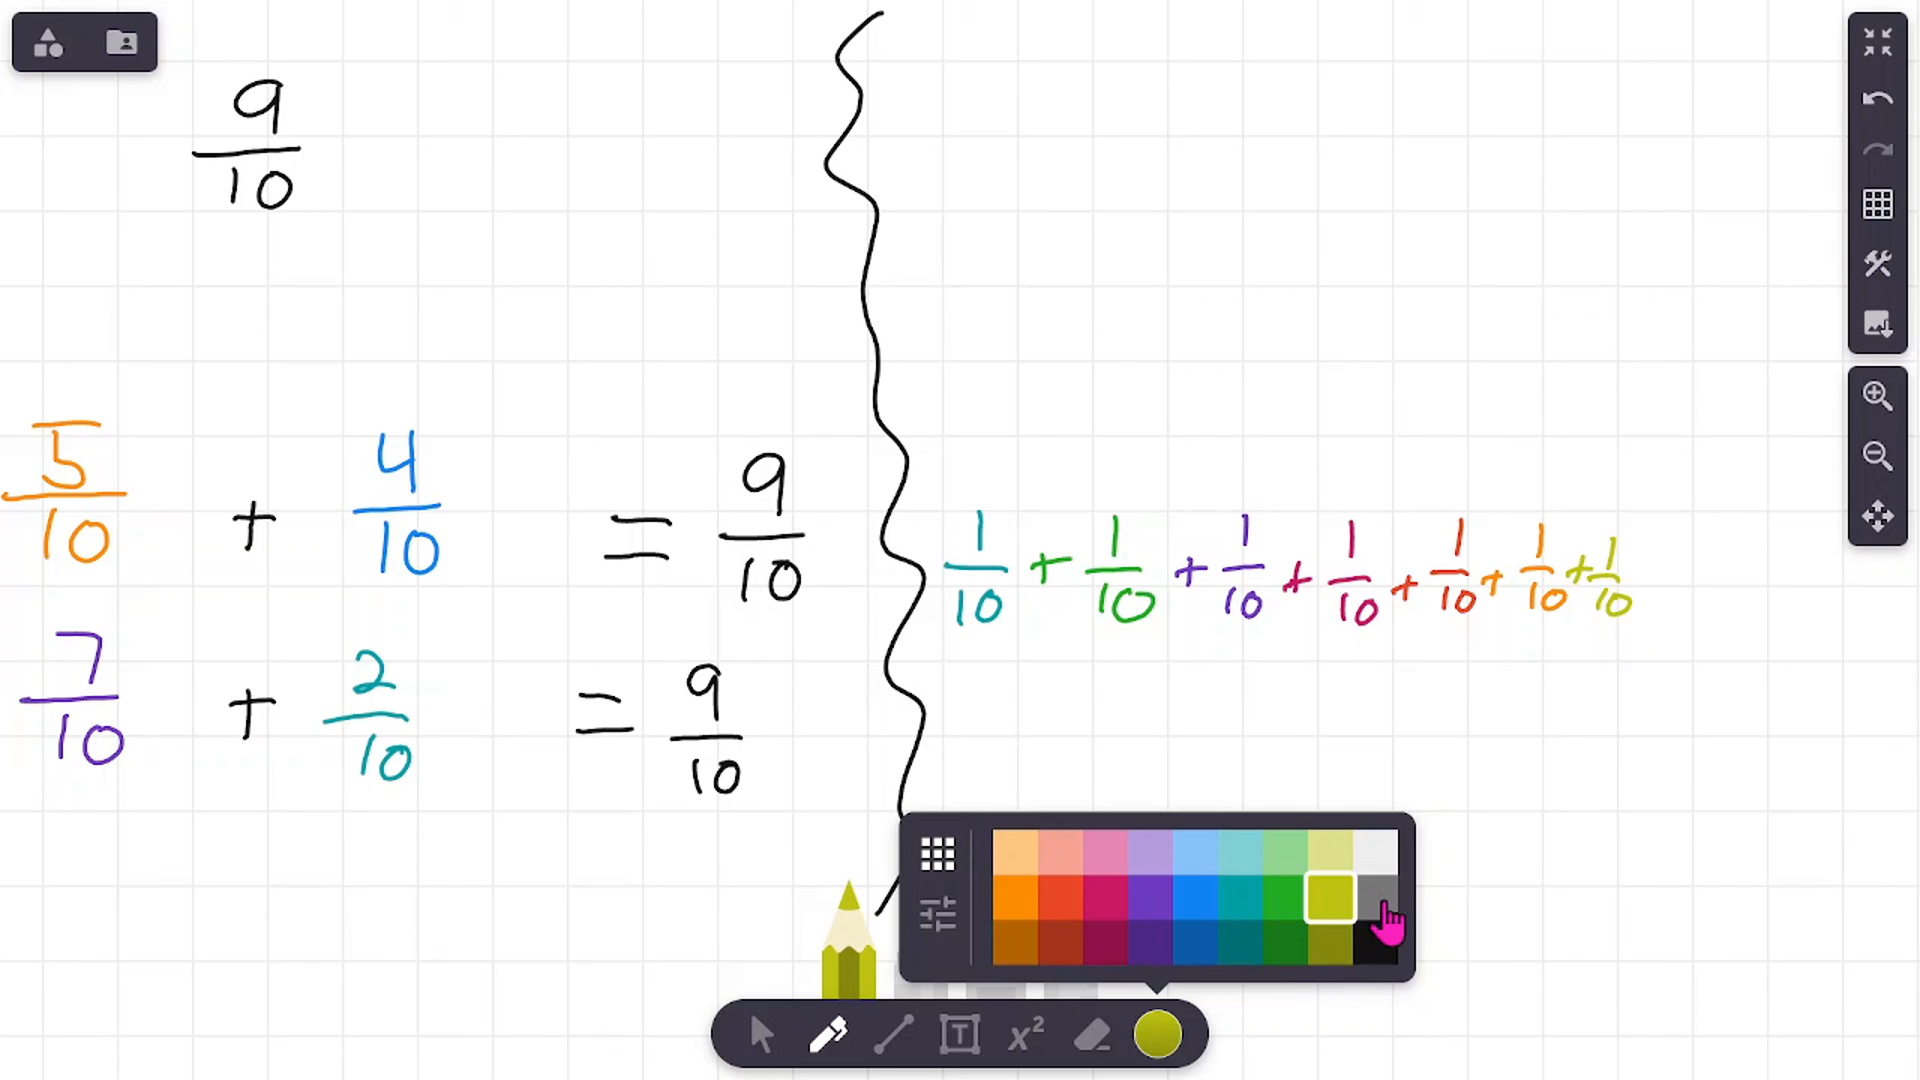 9/10
5/10 + 4/10 = 9/10
7/10 + 2/10 = 9/10
1/10 + 1/10 + 1/10 + 1/10 + 1/10 + 1/10 + 1/10
T x²